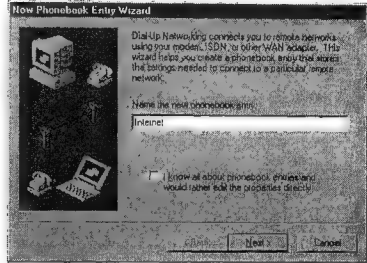 New Phonebook Entry Wizard
Dial-Up Networking connects you to remote networks
using your modem, ISDN, or other WAN adapter. This
wizard helps you create a phonebook entry that stores
the settings needed to connect to a particular remote
network.
Name the new phonebook entry:
Internet
I know all about phonebook entries and
would rather edit the properties directly
Next >
Cancel